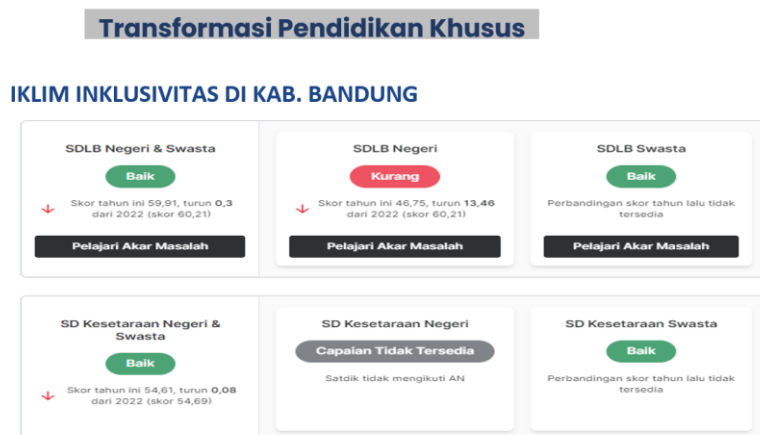 Transformasi Pendidikan Khusus
IKLIM INKLUSIVITAS DI KAB. BANDUNG
SDLB Negeri & Swasta
Baik
Skor tahun ini 59,91, turun 0,3
dari 2022 (skor 60,21)
Pelajari Akar Masalah
SDLB Negeri
Kurang
Skor tahun ini 46,75, turun 13,46
dari 2022 (skor 60,21)
Pelajari Akar Masalah
SDLB Swasta
Baik
Perbandingan skor tahun lalu tidak
tersedia
Pelajari Akar Masalah
SD Kesetaraan Negeri &
Swasta
Baik
Skor tahun ini 54,61, turun 0,08
dari 2022 (skor 54,69)
SD Kesetaraan Negeri
Capaian Tidak Tersedia
Satdik tidak mengikuti AN
SD Kesetaraan Swasta
Baik
Perbandingan skor tahun lalu tidak
tersedia